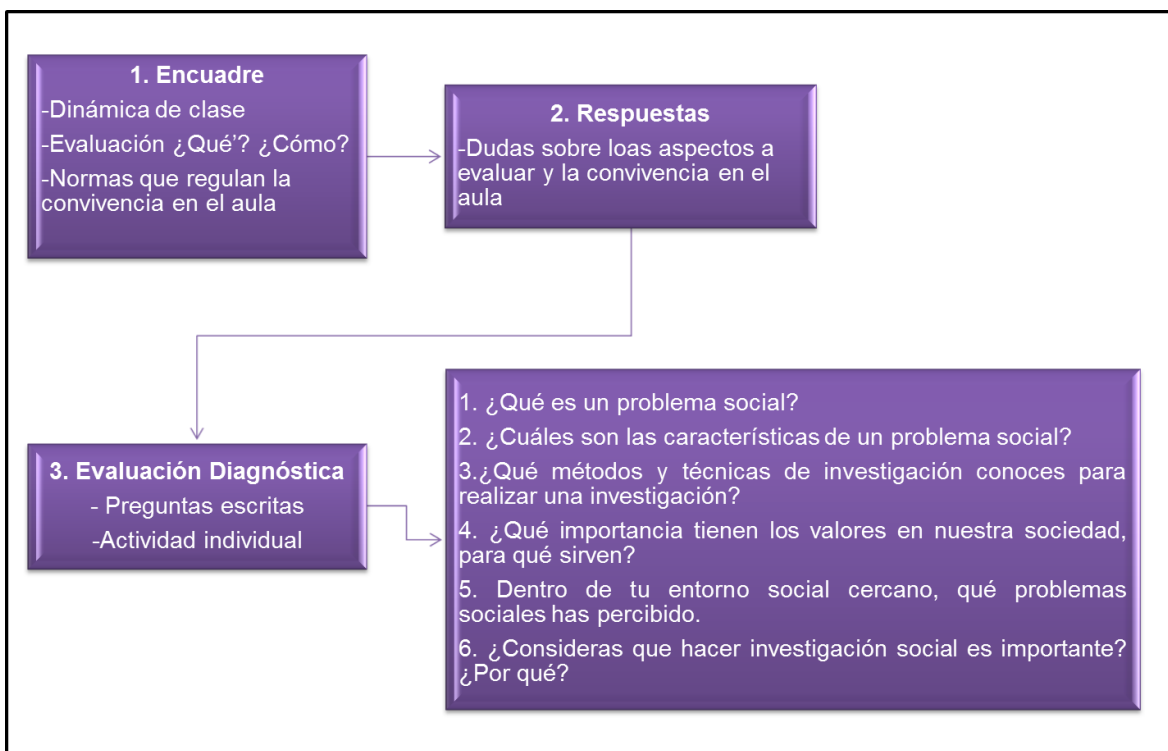 1. Encuadre
-Dinámica de clase
-Evaluación ¿Qué'? ¿Cómo?
-Normas que regulan la
convivencia en el aula
2. Respuestas
-Dudas sobre loas aspectos a
evaluar y la convivencia en el
aula
3. Evaluación Diagnóstica
- Preguntas escritas
-Actividad individual
1. ¿Qué es un problema social?
2. ¿Cuáles son las características de un problema social?
3.¿Qué métodos y técnicas de investigación conoces para
realizar una investigación?
4. ¿Qué importancia tienen los valores en nuestra sociedad,
para qué sirven?
5. Dentro de tu entorno social cercano, qué problemas
sociales has percibido.
6. ¿Consideras que hacer investigación social es importante?
¿Por qué?